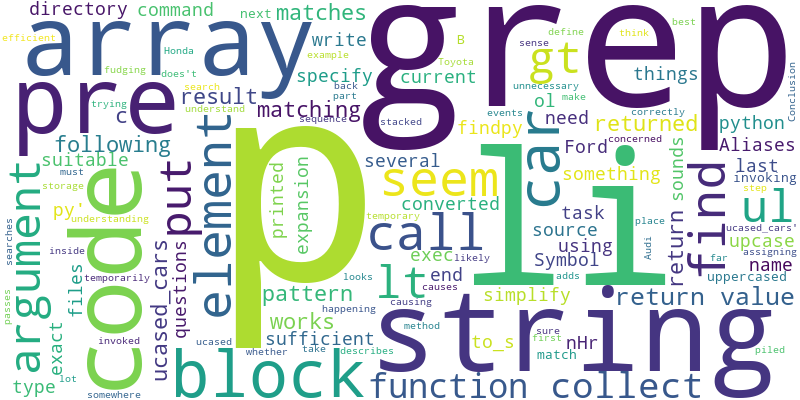 directory command
next matches
array
grep
B
define
think
best
efficient
Honda
write
sense
gt
things
fudging
does't
example
specify
current
Toyota
unnecessary
pre
search
result
back
part
make
understand
matching
ol
need
returned
python
Conclusion
c
trying
sequence
stacked
events
correctly
following
findpy
Aliases
suitable
put
element
several
car
Ford
concerned
last
must
printed
expansion
seem
something
invoking
argument
code
storage
py'
converted
task
return
sounds
find
step
understanding
temporary
source
upcase
ul
p
li
place
ucased_cars'
call
using
name
assigning
searches
inside
ucased_cars
questions
exec
likely
Symbol
Audi
far
uppercased
files
temporarily
lt
end
looks
adds
exact
pattern
causing
causes
simplify
return value
passes
invoked
works
happening
string
ucased
sufficient
method
to_s
first
sure
nHr
type
lot
whether
take
describes
match
piled
somewhere
block
function collect